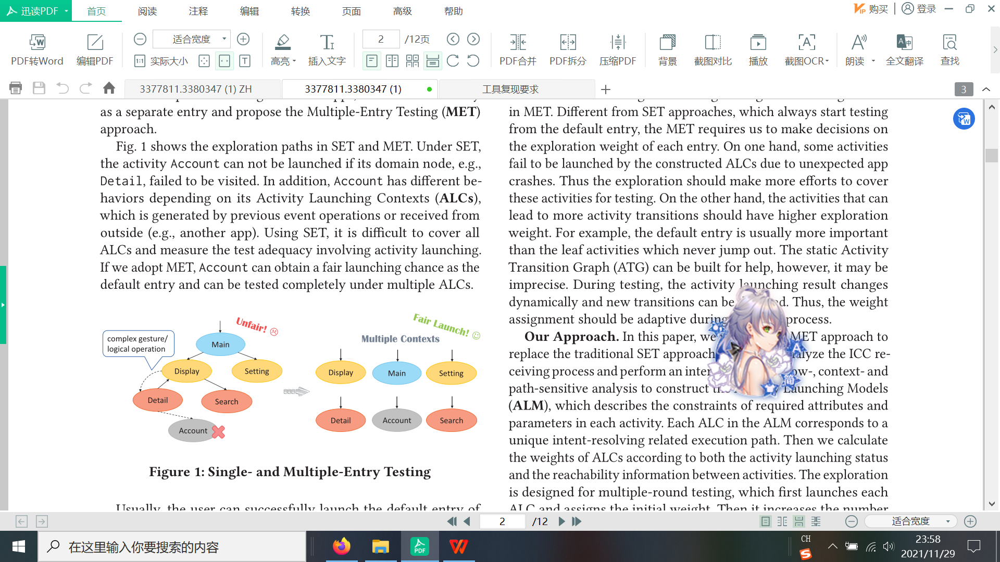 迅读PDF
首页
阅读
注释
编辑
转换
页面
高级
帮助
购买
登录
PDF转Word
编辑PDF
适合宽度
1:1 实际大小
高亮
插入文字
2 /12页
PDF合并
PDF拆分
压缩PDF
背景
截图对比
播放
截图OCR
朗读
全文翻译
查找
3377811.3380347 (1) ZH
3377811.3380347 (1)
工具复现要求
3
as a separate entry and propose the Multiple-Entry Testing (MET)
approach.
Fig. 1 shows the exploration paths in SET and MET. Under SET,
the activity Account can not be launched if its domain node, e.g.,
Detail, failed to be visited. In addition, Account has different be-
haviors depending on its Activity Launching Contexts (ALCs),
which is generated by previous event operations or received from
outside (e.g., another app). Using SET, it is difficult to cover all
ALCs and measure the test adequacy involving activity launching.
If we adopt MET, Account can obtain a fair launching chance as the
default entry and can be tested completely under multiple ALCs.
Unfair!
complex gesture/
logical operation
Main
Display
Setting
Detail
Search
Account
Fair Launch!
Multiple Contexts
Display
Main
Setting
Detail
Account
Search
Figure 1: Single- and Multiple-Entry Testing
Usually, the user can successfully launch the default entry of
in MET. Different from SET approaches, which always start testing
from the default entry, the MET requires us to make decisions on
the exploration weight of each entry. On one hand, some activities
fail to be launched by the constructed ALCs due to unexpected app
crashes. Thus the exploration should make more efforts to cover
these activities for testing. On the other hand, the activities that can
lead to more activity transitions should have higher exploration
weight. For example, the default entry is usually more important
than the leaf activities which never jump out. The static Activity
Transition Graph (ATG) can be built for help, however, it may be
imprecise. During testing, the activity launching result changes
dynamically and new transitions can be Thus, the weight
assignment should be adaptive during process.
Our Approach. In this paper, we MET approach to
replace the traditional SET approach the ICC re-
ceiving process and perform an context- and
path-sensitive analysis to construct Launching Models
(ALM), which describes the constraints of required attributes and
parameters in each activity. Each ALC in the ALM corresponds to a
unique intent-resolving related execution path. Then we calculate
the weights of ALCs according to both the activity launching status
and the reachability information between activities. The exploration
is designed for multiple-round testing, which first launches each
ALC and assigns the initial weight. Then it increases the number
2 /12
适合宽度
在这里输入你要搜索的内容
PDF
CH
23:58
2021/11/29